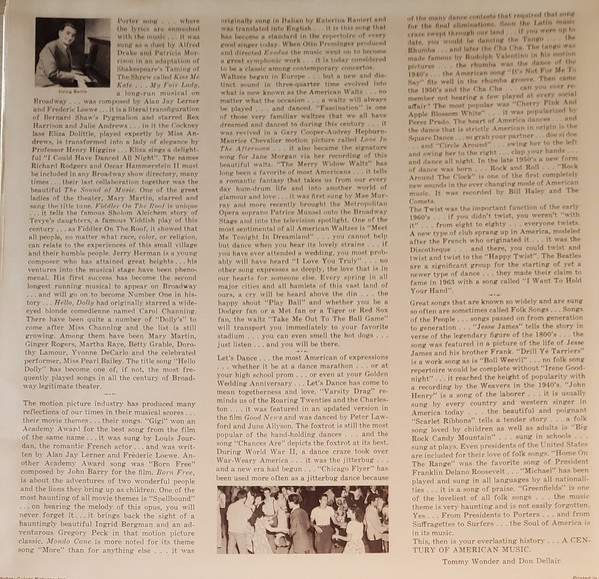 Porter song . . . where
the lyrics are enmeshed
with the music . . . it was
sung as a duet by Alfred
Drake and Patricia Mor-
rison in an adaptation of
Shakespeare's Taming of
The Shrew called Kiss Me
Kate. . . . My Fair Lady,
a long-run musical on
Irving Berlin
Broadway . . . was composed by Alan Jay Lerner
and Frederic Loewe . . . It is a literal transfiguration
of Bernard Shaw's Pygmalion and starred Rex
Harrison and Julie Andrews . . . it is the Cockney
lass Eliza Dolittle, played expertly by Miss An-
drews, is transformed into a lady of elegance by
Professor Henry Higgins . . . Eliza sings a delight-
ful "I Could Have Danced All Night". The names
Richard Rodgers and Oscar Hammerstein II must
be included in any Broadway show directory, many
times . . . their last collaboration together was the
beautiful The Sound of Music. One of the great
ladies of the theater, Mary Martin, starred and
sang the title tune. Fiddler On The Roof is unique
. . . it tells the famous Sholom Aleichem story of
Tevye's daughters, a famous Yiddish play of this
century . . . as Fiddler On The Roof, it showed that
all people, no matter what race, color, or religion,
can relate to the experiences of this small village
and their humble people. Jerry Herman is a young
composer who has attained great heights . . . his
ventures into the musical stage have been pheno-
menal. His first success has become the second
longest running musical to appear on Broadway
. . . and will go on to become Number One in his-
tory . . . Hello, Dolly had originally starred a wide-
eyed blonde comedienne named Carol Channing.
There have been quite a number of "Dolly's" to
come after Miss Channing and the list is still
growing. Among them have been Mary Martin,
Ginger Rogers, Martha Raye, Betty Grable, Doro-
thy Lamour, Yvonne DeCarlo and the celebrated
performer, Miss Pearl Bailey. The title song "Hello
Dolly" has become one of, if not, the most fre-
quently played songs in all the century of Broad-
way legitimate theater.
The motion picture industry has produced many
reflections of our times in their musical scores . . .
their movie themes . . . their songs. "Gigi" won an
Academy Award for the best song from the film
of the same name . . . it was sung by Louis Jour-
dan, the romantic French actor . . . and was writ-
ten by Alan Jay Lerner and Frederic Loewe. An-
other Academy Award song was "Born Free"
composed by John Barry for the film, Born Free,
is about the adventures of two wonderful people
and the lions they bring up as children. One of the
most haunting of all movie themes is "Spellbound"
. . . on hearing the melody of this opus, you will
never forget it . . . it brings back the sight of a
hauntingly beautiful Ingrid Bergman and an ad-
venturous Gregory Peck in that motion picture
classic. Mondo Cane is more noted for its theme
song "More" than for anything else . . . it was
originally sung in Italian by Katerina Ranieri and
was translated into English. . . it is this song that
has become a standard in the repertoire of every
good singer today. When Otto Preminger produced
and directed Exodus the music went on to become
a great symphonic work . . . It is today considered
to be a classic among contemporary concertos.
Waltzes began in Europe . . . but a new and dis-
tinct sound in three-quarter time evolved into
what is now known as the American Waltz . . . so
matter what the occasion . . . a waltz will always
be played . . . and danced. "Fascination" is one
of those very familiar waltzes that we all have
dreamed and danced to during this century . . . it
was revived in a Gary Cooper-Audrey Hepburn-
Maurice Chevalier motion picture called Love In
The Afternoon . . . it also became the signature
song for Jane Morgan via her recording of this
beautiful waltz. "The Merry Widow Waltz" has
long been a favorite of most Americans . . . it tells
a romantic fantasy that takes us from our every
day hum-drum life and into another world of
glamour and love . . . it was first sung by Mae Mur-
ray and more recently brought the Metropolitan
Opera soprano Patrice Munsel onto the Broadway
Stage and into the television spotlight. One of the
most sentimental of all American Waltzes is "Meet
Me Tonight In Dreamland" . . . you cannot help
but dance when you hear its lovely strains . . . if
you have ever attended a wedding, you most prob-
ably will have heard "I Love You Truly" . . . no
other song expresses so deeply, the love that is in
our hearts for someone else. Every spring in all
major cities and all hamlets of this vast land of
ours, a cry will be heard above the din . . . the
happy shout "Play Ball" and whether you be a
Dodger fan or a Met fan or a Tiger or Red Sox
fan, the waltz "Take Me Out To The Ball Game"
will transport you immediately to your favorite
stadium . . . you can even smell the hot dogs . . .
just listen . . . and you will be there.
Let's Dance . . . the most American of expressions
. . . whether it be at a dance marathon . . . or at
your high school prom . . . or even at your Golden
Wedding Anniversary . . . Let's Dance has come to
mean togetherness and love. "Varsity Drag" re-
minds us of the Roaring Twenties and the Charles-
ton . . . it was featured in an updated version in
the film Good News and was danced by Peter Law-
ford and June Allyson. The foxtrot is still the most
popular of the hand-holding dances . . . and the
song "Chances Are" depicts the foxtrot at its best.
During World War II, a dance craze took over
War-Weary America . . . it was the jitterbug . . .
and a new era had begun . . . "Chicago Flyer" has
been used more often as a jitterbug dance because
of the many dance contests that required that song
for the final eliminations. Soon the Latin music
craze swept through our land . . . if you were up to
date, you would be dancing the Tango . . . the
Rhumba . . . and later the Cha Cha. The tango was
made famous by Rudolph Valentino in his motion
pictures . . . the rhumba was the dance of the
1940's . . . the American song "It's Not For Me To
Say" fits well in the rhumba groove. Then came
the 1950's and the Cha Cha . . . can you ever re-
member not hearing a few played at every social
affair? The most popular was "Cherry Pink And
Apple Blossom White" . . . it was popularized by
Perez Prado. The heart of America dances . . . and
the dance that is strictly American in origin is the
Square Dance . . . so grab your partner . . . doe si doe
. . . and "Circle Around" . . . swing her to the left
and swing her to the right . . . clap your hands . . .
and dance all night. In the late 1950's a new form
of dance was born . . . Rock and Roll . . . "Rock
Around The Clock" is one of the first completely
new sounds in the ever changing mode of American
music. It was recorded by Bill Haley and The
Comets.
The Twist was the important function of the early
1960's . . . if you didn't twist, you weren't "with
it" . . . from eight to eighty . . . everyone twists.
A new type of club sprang up in America, modeled
after the French who originated it . . . It was the
Discotheque . . . and there, you could twist and
twist and twist to the "Happy Twist". The Beatles
are a significant group for the starting of yet a
newer type of dance . . . they made their claim to
fame in 1963 with a song called "I Want To Hold
Your Hand".
Great songs that are known so widely and are sung
so often are sometimes called Folk Songs . . . Songs
of the People . . . songs passed on from generation
to generation . . . "Jesse James" tells the story in
verse of the legendary figure of the 1800's . . . the
song was featured in a picture of the life of Jesse
James and his brother Frank. "Drill Ye Tarriers"
is a work song as is "Boll Weevil" . . . no folk song
repertoire would be complete without "Irene Good-
night" . . . it reached the height of popularity with
a recording by the Weavers in the 1940's. "John
Henry" is a song of the laborer . . . it is usually
sung by every country and western singer in
America today . . . the beautiful and poignant
"Scarlet Ribbons" tells a tender story . . . a folk
song loved by children as well as adults is "Big
Rock Candy Mountain" . . . sung in schools . . .
sung at plays. Even presidents of the United States
are included for their love of folk songs. "Home On
The Range" was the favorite song of President
Franklin Delano Roosevelt . . . "Michael" has been
played and sung in all languages by all nationali-
ties . . . it is a song of praise. "Greenfields" is one
of the loveliest of all folk songs . . . the music
theme is very haunting and is not easily forgotten.
Yes . . . From Presidents to Porters . . . and from
Suffragettes to Surfers . . . the Soul of America is
in its music.
This, then is your everlasting history . . . A CEN-
TURY OF AMERICAN MUSIC.
Tommy Wonder and Don Dellair